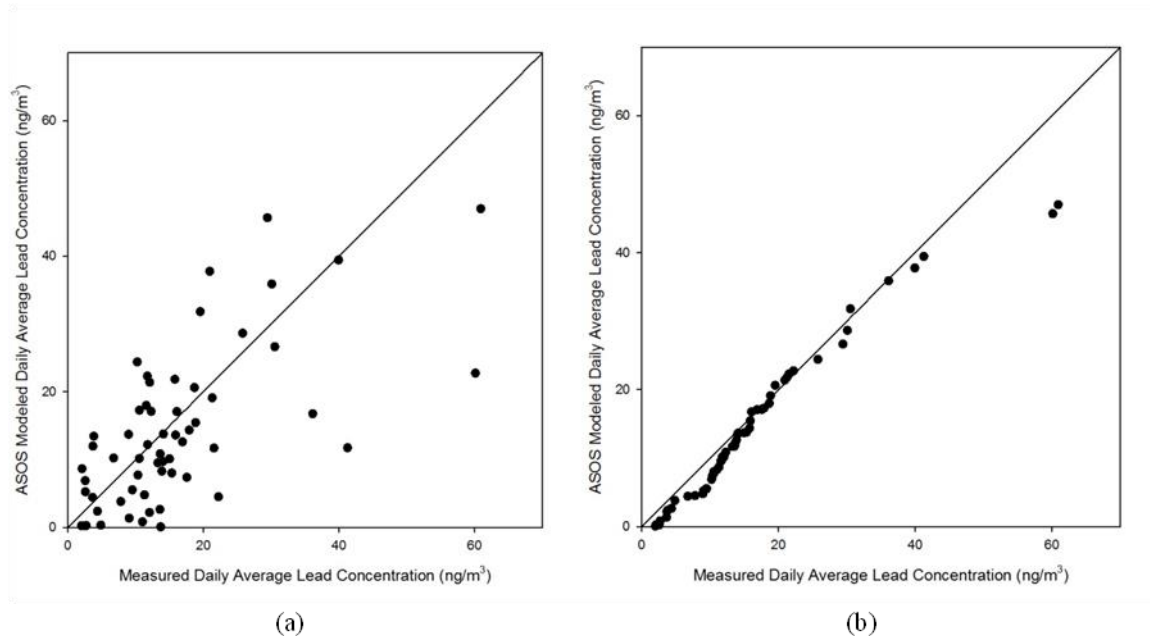 ASOS Modeled Daily Average Lead Concentration (ng/m³)
60
40
20
0
0 20 40 60
Measured Daily Average Lead Concentration (ng/m³)
(a)
ASOS Modeled Daily Average Lead Concentration (ng/m³)
60
40
20
0
0 20 40 60
Measured Daily Average Lead Concentration (ng/m³)
(b)